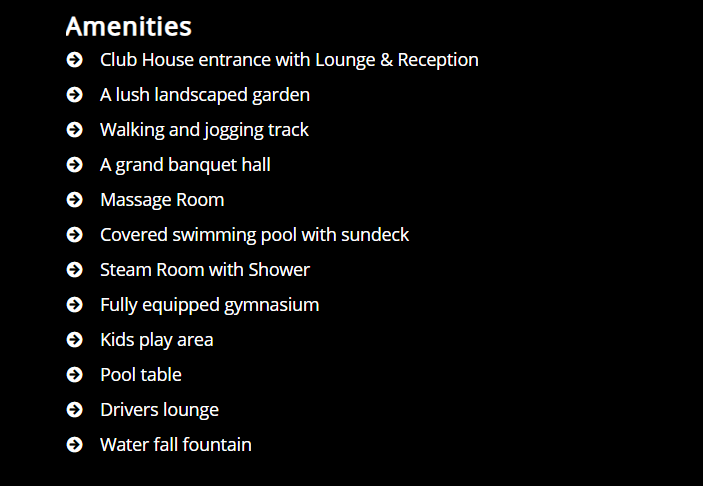 Amenities
Club House entrance with Lounge & Reception
A lush landscaped garden
Walking and jogging track
A grand banquet hall
Massage Room
Covered swimming pool with sundeck
Steam Room with Shower
Fully equipped gymnasium
Kids play area
Pool table
Drivers lounge
Water fall fountain